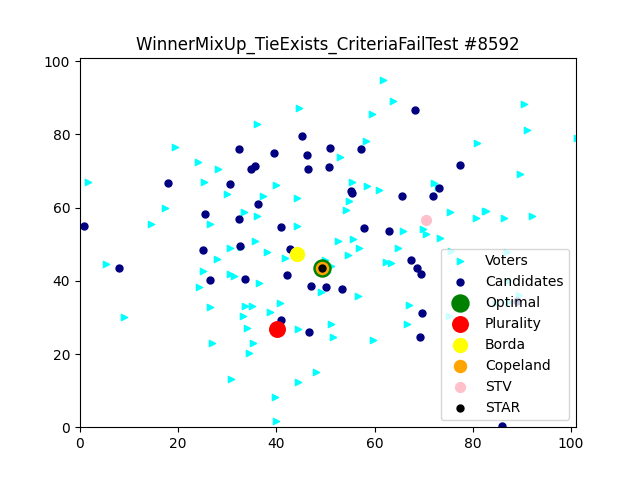 WinnerMixUp_TieExists_CriteriaFailTest #8592
100
80
60
40
20
0
0 20 40 60 80 100
Voters
Candidates
Optimal
Plurality
Borda
Copeland
STV
STAR